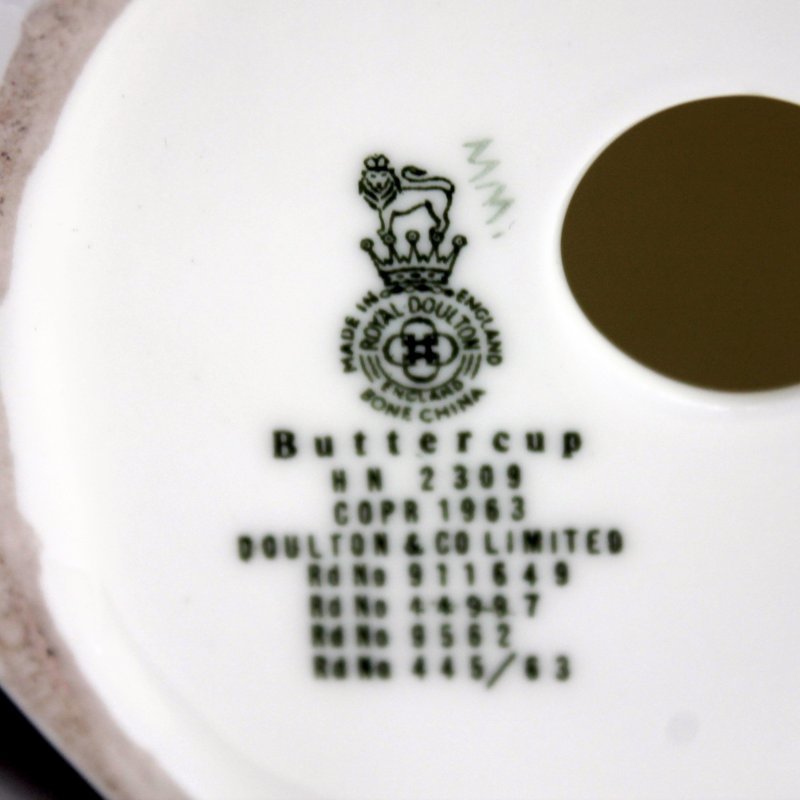 MADE IN ENGLAND
ROYAL DOULTON
ENGLAND
BONE CHINA
Buttercup
HN 2309
COPR 1963
DOULTON & CO LIMITED
Rd No 911649
Rd No 44997
Rd No 9562
Rd No 445/63